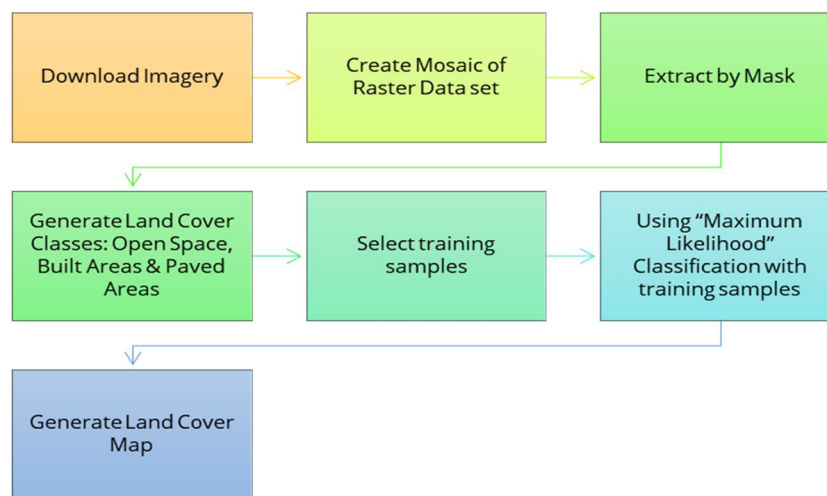 Download Imagery
Create Mosaic of
Raster Data set
Extract by Mask
Generate Land Cover
Classes: Open Space,
Built Areas & Paved
Areas
Select training
samples
Using “Maximum
Likelihood”
Classification with
training samples
Generate Land Cover
Map